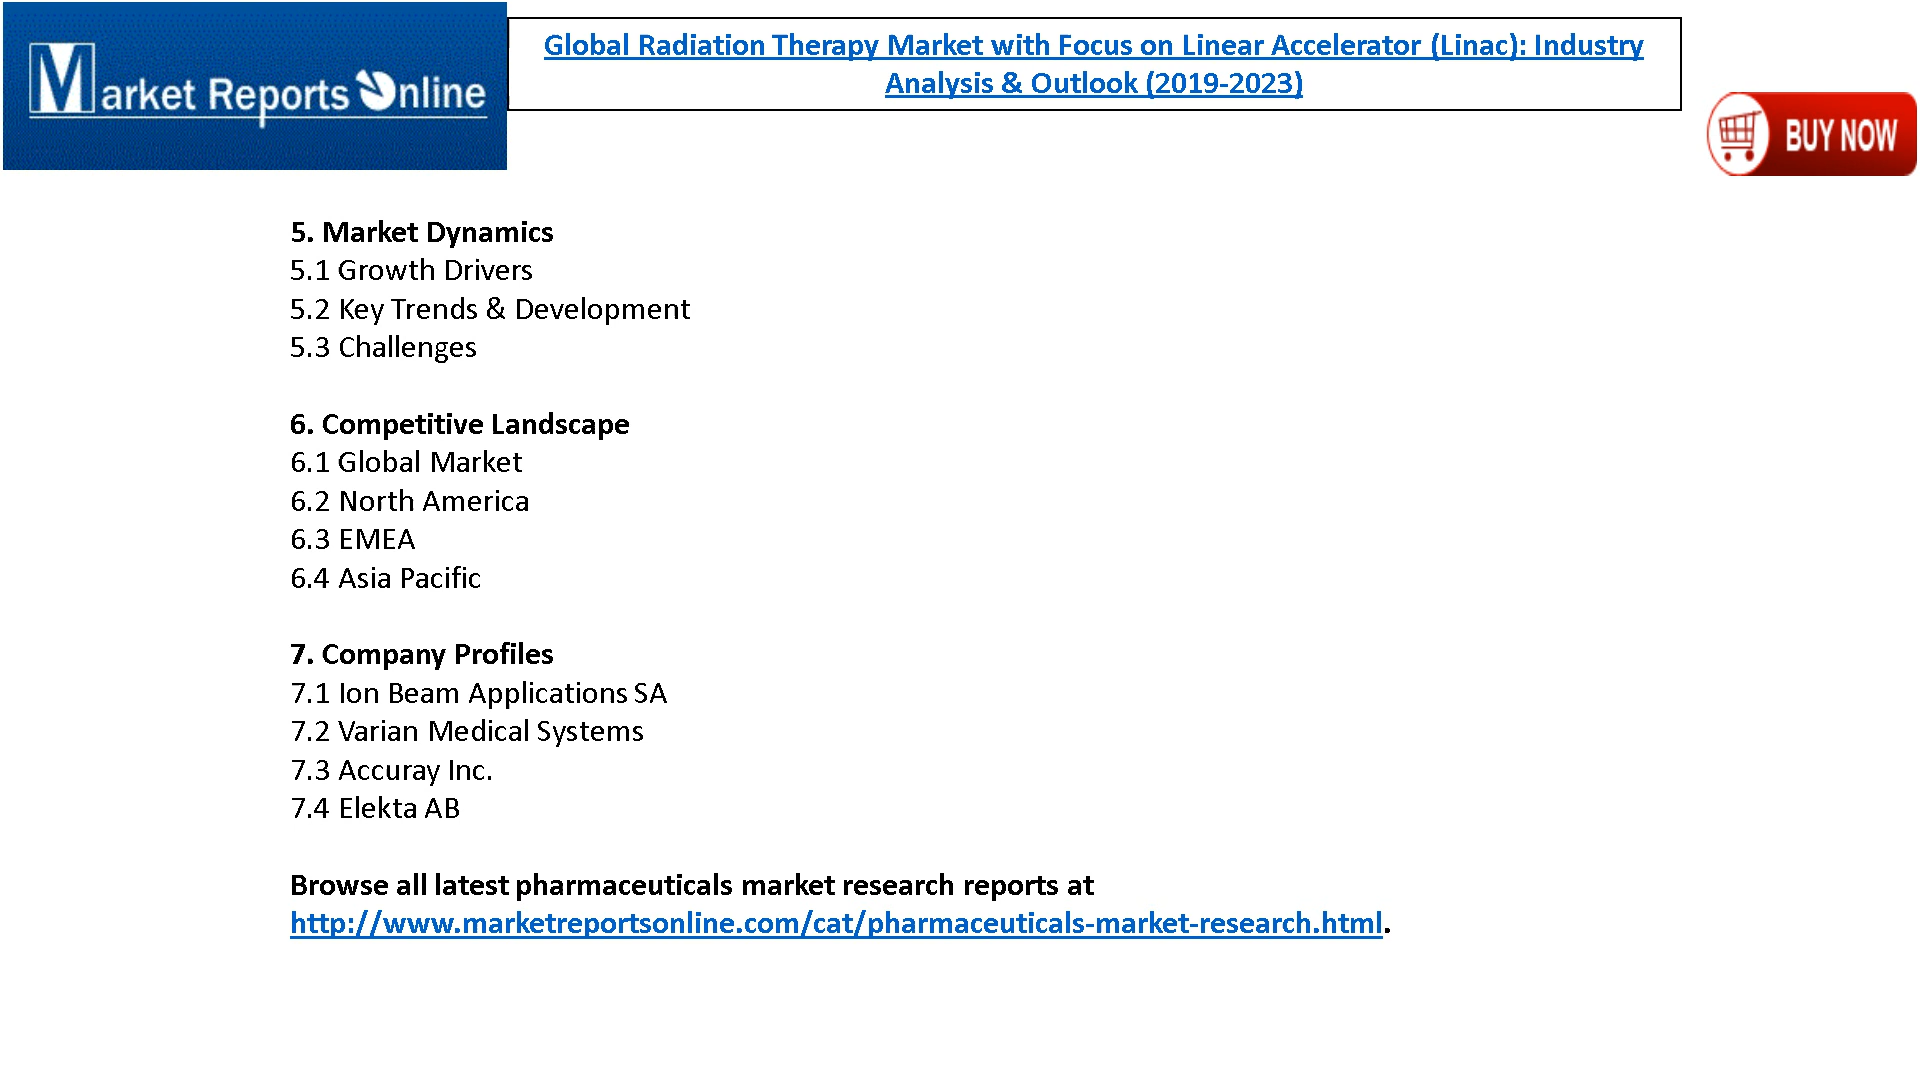 Market Reports Online
Global Radiation Therapy Market with Focus on Linear Accelerator (Linac): Industry
Analysis & Outlook (2019-2023)
BUY NOW
5. Market Dynamics
5.1 Growth Drivers
5.2 Key Trends & Development
5.3 Challenges
6. Competitive Landscape
6.1 Global Market
6.2 North America
6.3 EMEA
6.4 Asia Pacific
7. Company Profiles
7.1 Ion Beam Applications SA
7.2 Varian Medical Systems
7.3 Accuray Inc.
7.4 Elekta AB
Browse all latest pharmaceuticals market research reports at
http://www.marketreportsonline.com/cat/pharmaceuticals-market-research.html.